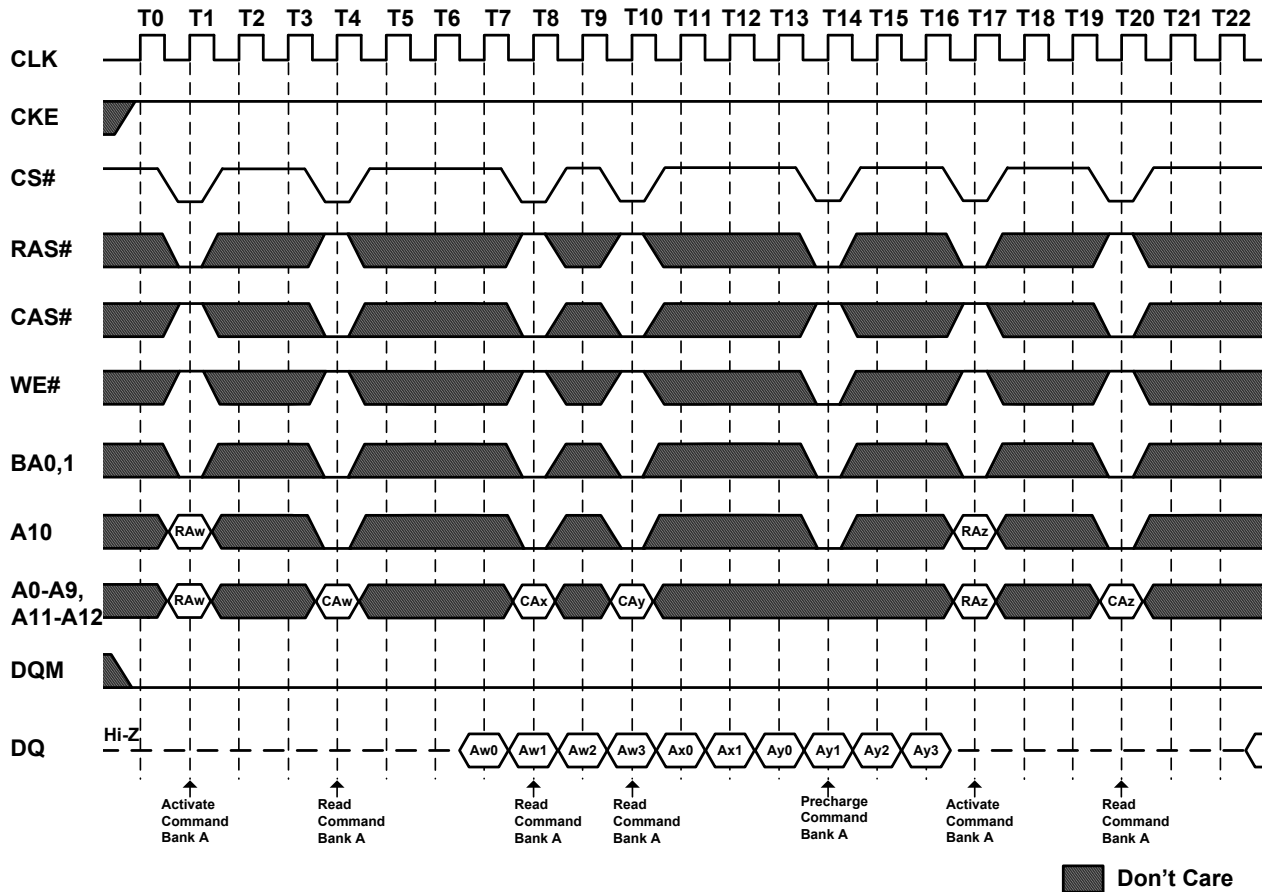 T0 T1 T2 T3 T4 T5 T6 T7 T8 T9 T10 T11 T12 T13 T14 T15 T16 T17 T18 T19 T20 T21 T22
CLK
CKE
CS#
RAS#
CAS#
WE#
BA0,1
A10 RAw RAz
A0-A9,
A11-A12 RAw CAw CAx CAy RAz CAz
DQM
DQ Hi-Z Aw0 Aw1 Aw2 Aw3 Ax0 Ax1 Ay0 Ay1 Ay2 Ay3
Activate
Command
Bank A
Read
Command
Bank A
Read
Command
Bank A
Read
Command
Bank A
Precharge
Command
Bank A
Activate
Command
Bank A
Read
Command
Bank A
Don't Care